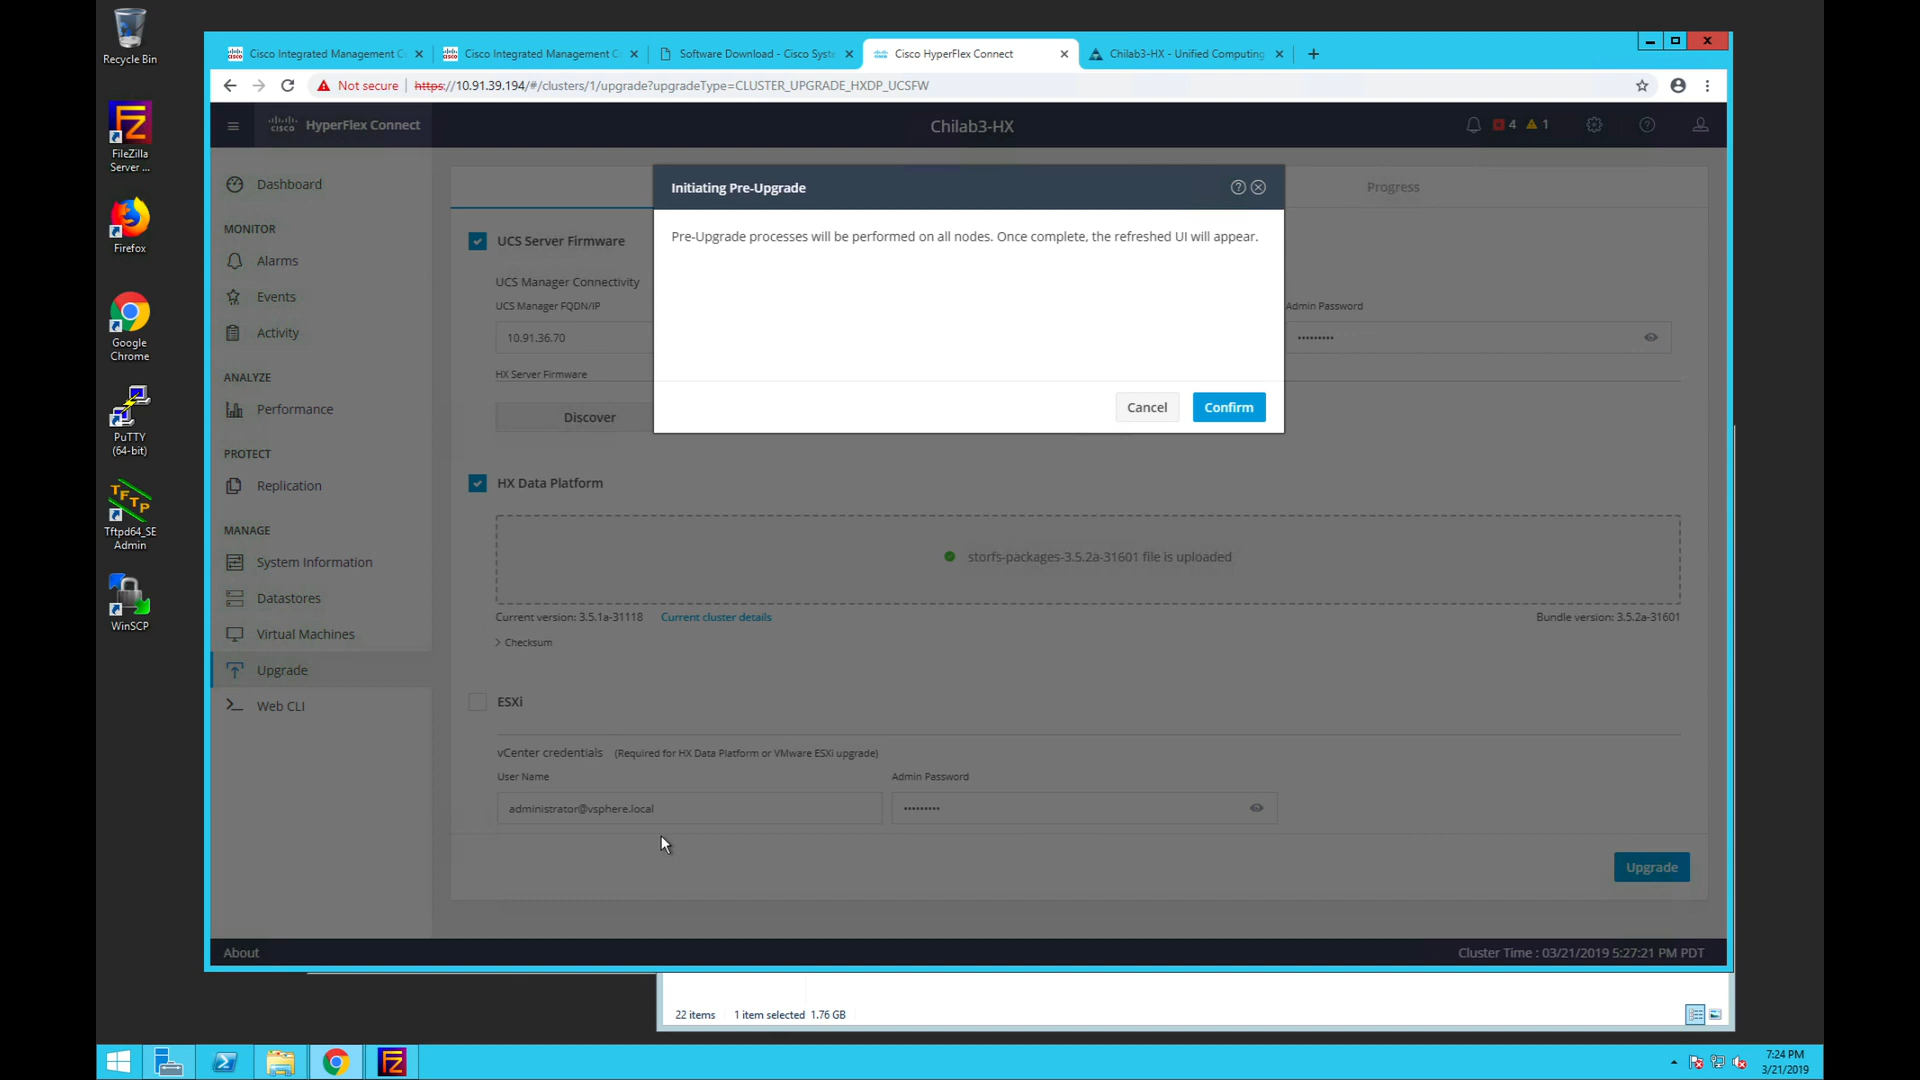 Recycle Bin
FileZilla
Server ...
Firefox
Google
Chrome
PuTTY
(64-bit)
TFTP
Tftpd64_SE
Admin
WinSCP
Cisco Integrated Management C
Cisco Integrated Management C
Software Download - Cisco Syste
Cisco HyperFlex Connect
Chilab3-HX - Unified Computing
Not secure
https://10.91.39.194/#/clusters/1/upgrade?upgradeType=CLUSTER_UPGRADE_HXDP_UCSFW
cisco HyperFlex Connect
Chilab3-HX
4
1
Dashboard
MONITOR
Alarms
Events
Activity
ANALYZE
Performance
PROTECT
Replication
MANAGE
System Information
Datastores
Virtual Machines
Upgrade
Web CLI
Progress
Initiating Pre-Upgrade
Pre-Upgrade processes will be performed on all nodes. Once complete, the refreshed UI will appear.
Cancel
Confirm
UCS Server Firmware
UCS Manager Connectivity
UCS Manager FQDN/IP
Admin Password
10.91.36.70
•••••••••
HX Server Firmware
Discover
HX Data Platform
storfs-packages-3.5.2a-31601 file is uploaded
Current version: 3.5.1a-31118
Current cluster details
Bundle version: 3.5.2a-31601
> Checksum
ESXi
vCenter credentials (Required for HX Data Platform or VMware ESXi upgrade)
User Name
Admin Password
administrator@vsphere.local
•••••••••
Upgrade
About
Cluster Time : 03/21/2019 5:27:21 PM PDT
22 items
1 item selected 1.76 GB
7:24 PM
3/21/2019